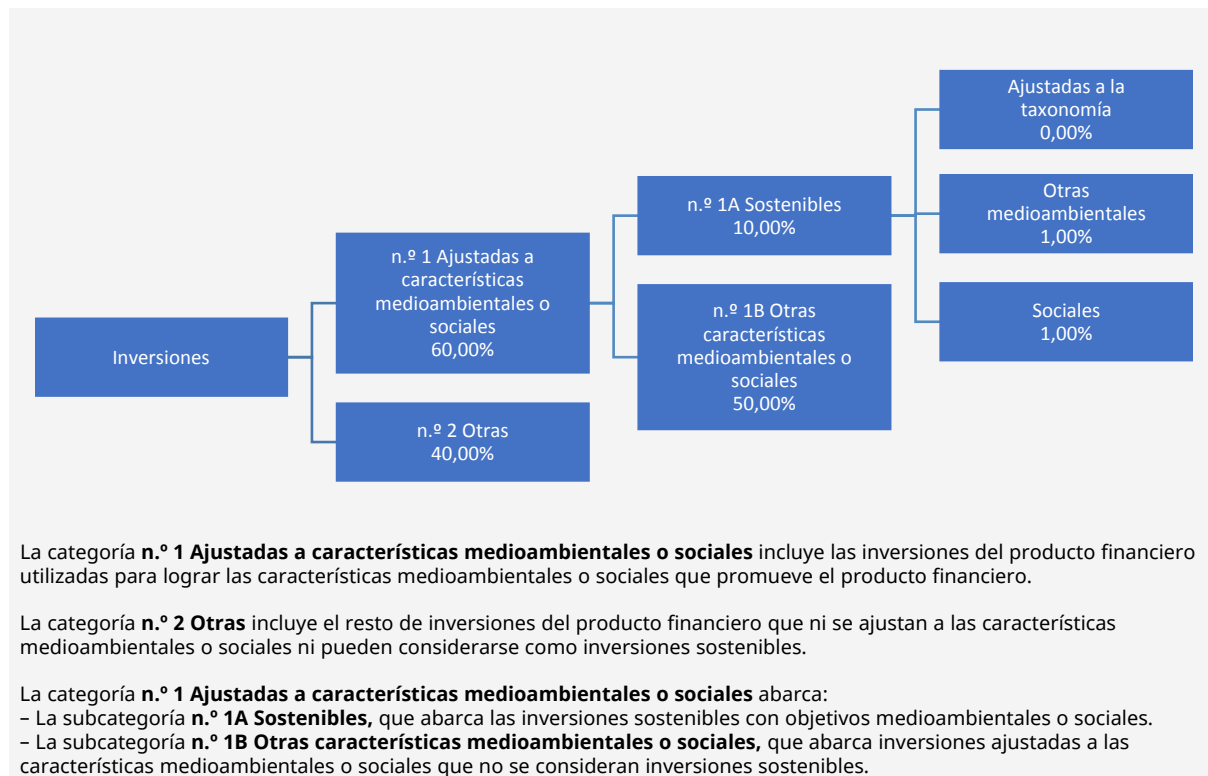 Inversiones
n.º 1 Ajustadas a
características
medioambientales o
sociales
60,00%
n.º 2 Otras
40,00%
n.º 1A Sostenibles
10,00%
n.º 1B Otras
características
medioambientales o
sociales
50,00%
Ajustadas a la
taxonomía
0,00%
Otras
medioambientales
1,00%
Sociales
1,00%
La categoría n.º 1 Ajustadas a características medioambientales o sociales incluye las inversiones del producto financiero
utilizadas para lograr las características medioambientales o sociales que promueve el producto financiero.
La categoría n.º 2 Otras incluye el resto de inversiones del producto financiero que ni se ajustan a las características
medioambientales o sociales ni pueden considerarse como inversiones sostenibles.
La categoría n.º 1 Ajustadas a características medioambientales o sociales abarca:
– La subcategoría n.º 1A Sostenibles, que abarca las inversiones sostenibles con objetivos medioambientales o sociales.
– La subcategoría n.º 1B Otras características medioambientales o sociales, que abarca inversiones ajustadas a las
características medioambientales o sociales que no se consideran inversiones sostenibles.